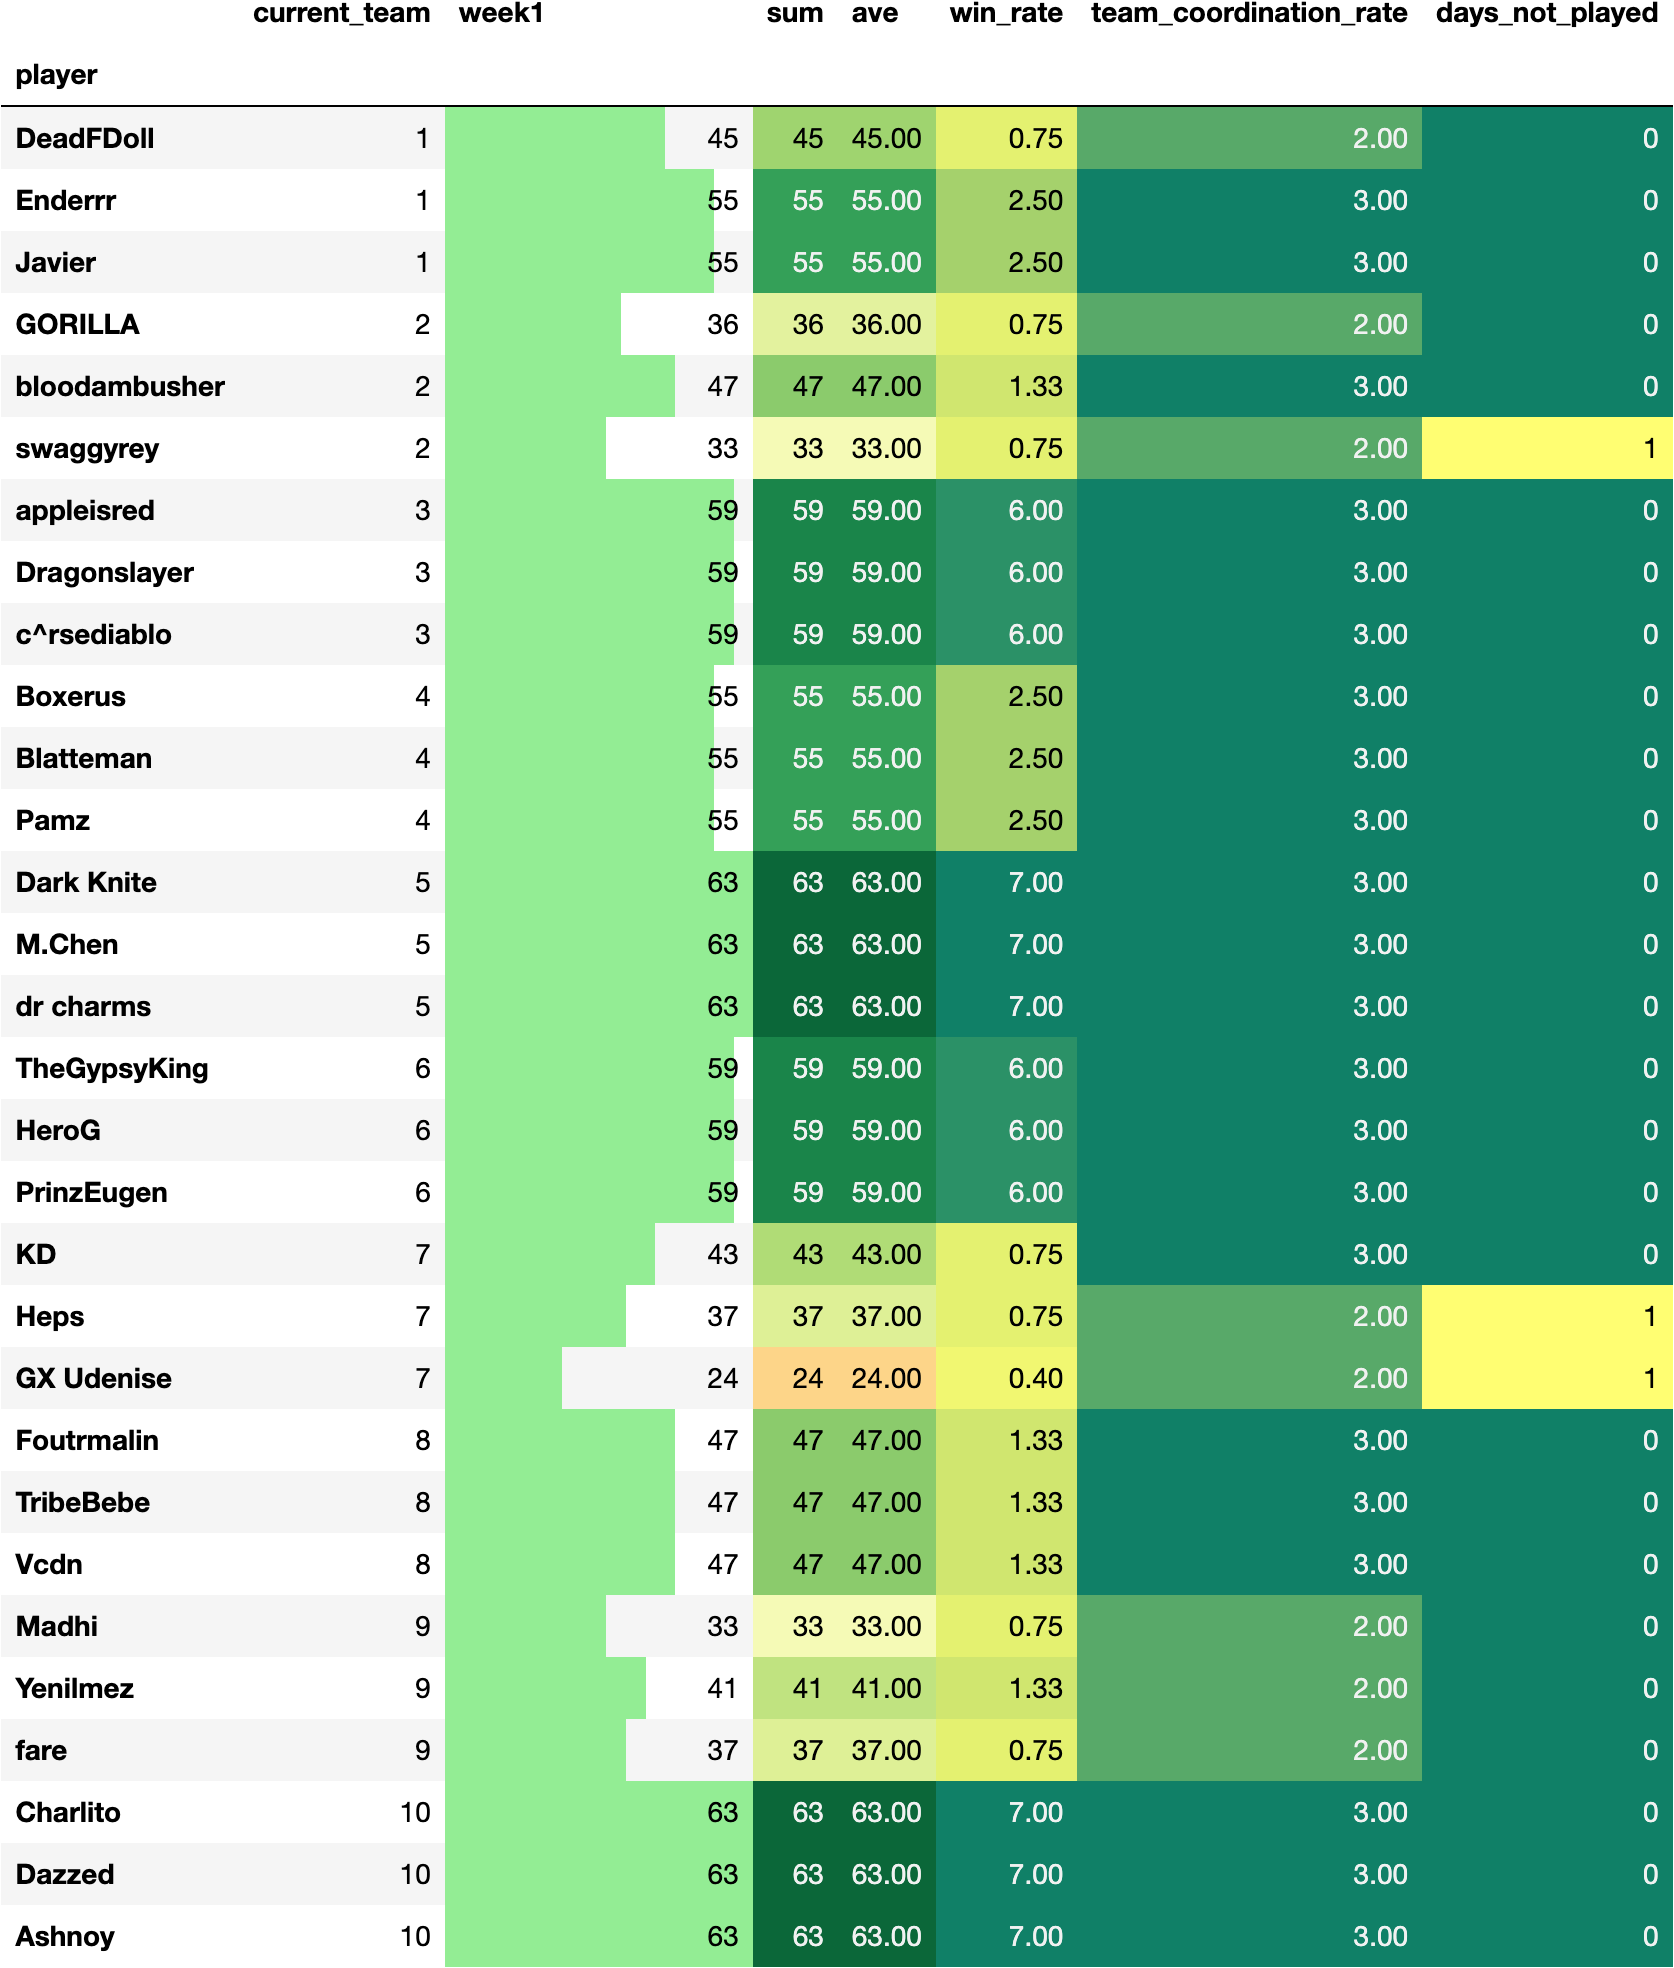 current_team week1 sum ave win_rate team_coordination_rate days_not_played
player
DeadFDoll 1 45 45 45.00 0.75 2.00 0
Enderrr 1 55 55 55.00 2.50 3.00 0
Javier 1 55 55 55.00 2.50 3.00 0
GORILLA 2 36 36 36.00 0.75 2.00 0
bloodambusher 2 47 47 47.00 1.33 3.00 0
swaggyrey 2 33 33 33.00 0.75 2.00 1
appleisred 3 59 59 59.00 6.00 3.00 0
Dragonslayer 3 59 59 59.00 6.00 3.00 0
c^rsediablo 3 59 59 59.00 6.00 3.00 0
Boxerus 4 55 55 55.00 2.50 3.00 0
Blatteman 4 55 55 55.00 2.50 3.00 0
Pamz 4 55 55 55.00 2.50 3.00 0
Dark Knite 5 63 63 63.00 7.00 3.00 0
M.Chen 5 63 63 63.00 7.00 3.00 0
dr charms 5 63 63 63.00 7.00 3.00 0
TheGypsyKing 6 59 59 59.00 6.00 3.00 0
HeroG 6 59 59 59.00 6.00 3.00 0
PrinzEugen 6 59 59 59.00 6.00 3.00 0
KD 7 43 43 43.00 0.75 3.00 0
Heps 7 37 37 37.00 0.75 2.00 1
GX Udenise 7 24 24 24.00 0.40 2.00 1
Foutrmalin 8 47 47 47.00 1.33 3.00 0
TribeBebe 8 47 47 47.00 1.33 3.00 0
Vcdn 8 47 47 47.00 1.33 3.00 0
Madhi 9 33 33 33.00 0.75 2.00 0
Yenilmez 9 41 41 41.00 1.33 2.00 0
fare 9 37 37 37.00 0.75 2.00 0
Charlito 10 63 63 63.00 7.00 3.00 0
Dazzed 10 63 63 63.00 7.00 3.00 0
Ashnoy 10 63 63 63.00 7.00 3.00 0